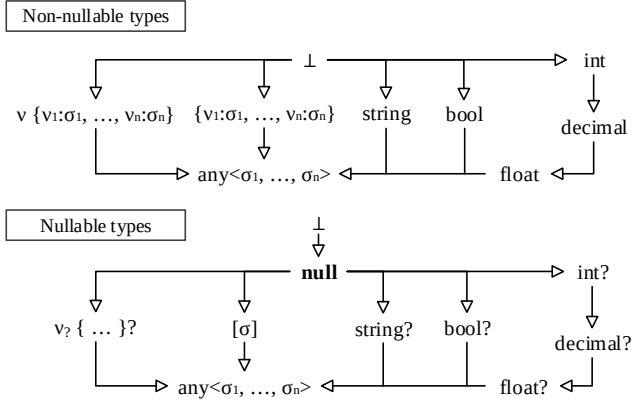 Non-nullable types
⊥
int
ν {ν₁:σ₁, …, νₙ:σₙ}
{ν₁:σ₁, …, νₙ:σₙ}
string
bool
decimal
any<σ₁, …, σₙ>
float
Nullable types
⊥
null
int?
ν? { … }?
[σ]
string?
bool?
decimal?
any<σ₁, …, σₙ>
float?